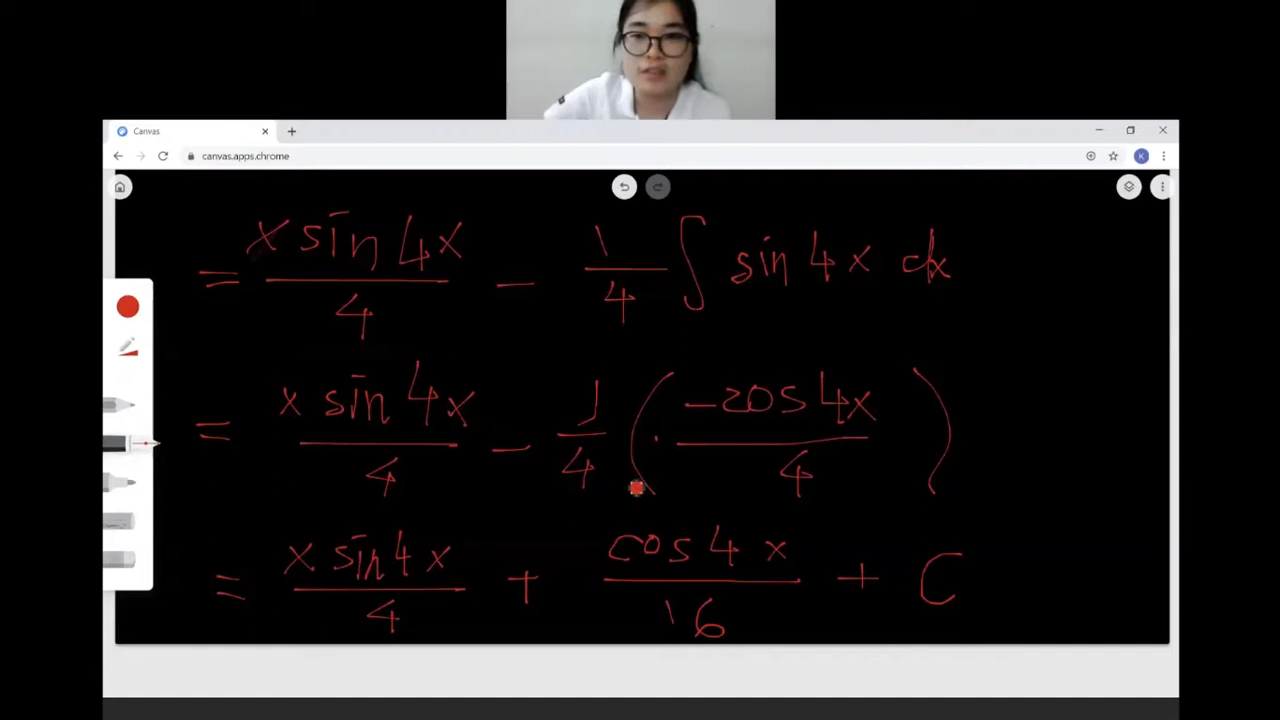 Canvas
canvas.apps.chrome
K
= x sin 4x / 4 - 1/4 ∫ sin 4x dx
= x sin 4x / 4 - 1/4 ( · -cos 4x / 4 )
= x sin 4x / 4 + cos 4x / 16 + C